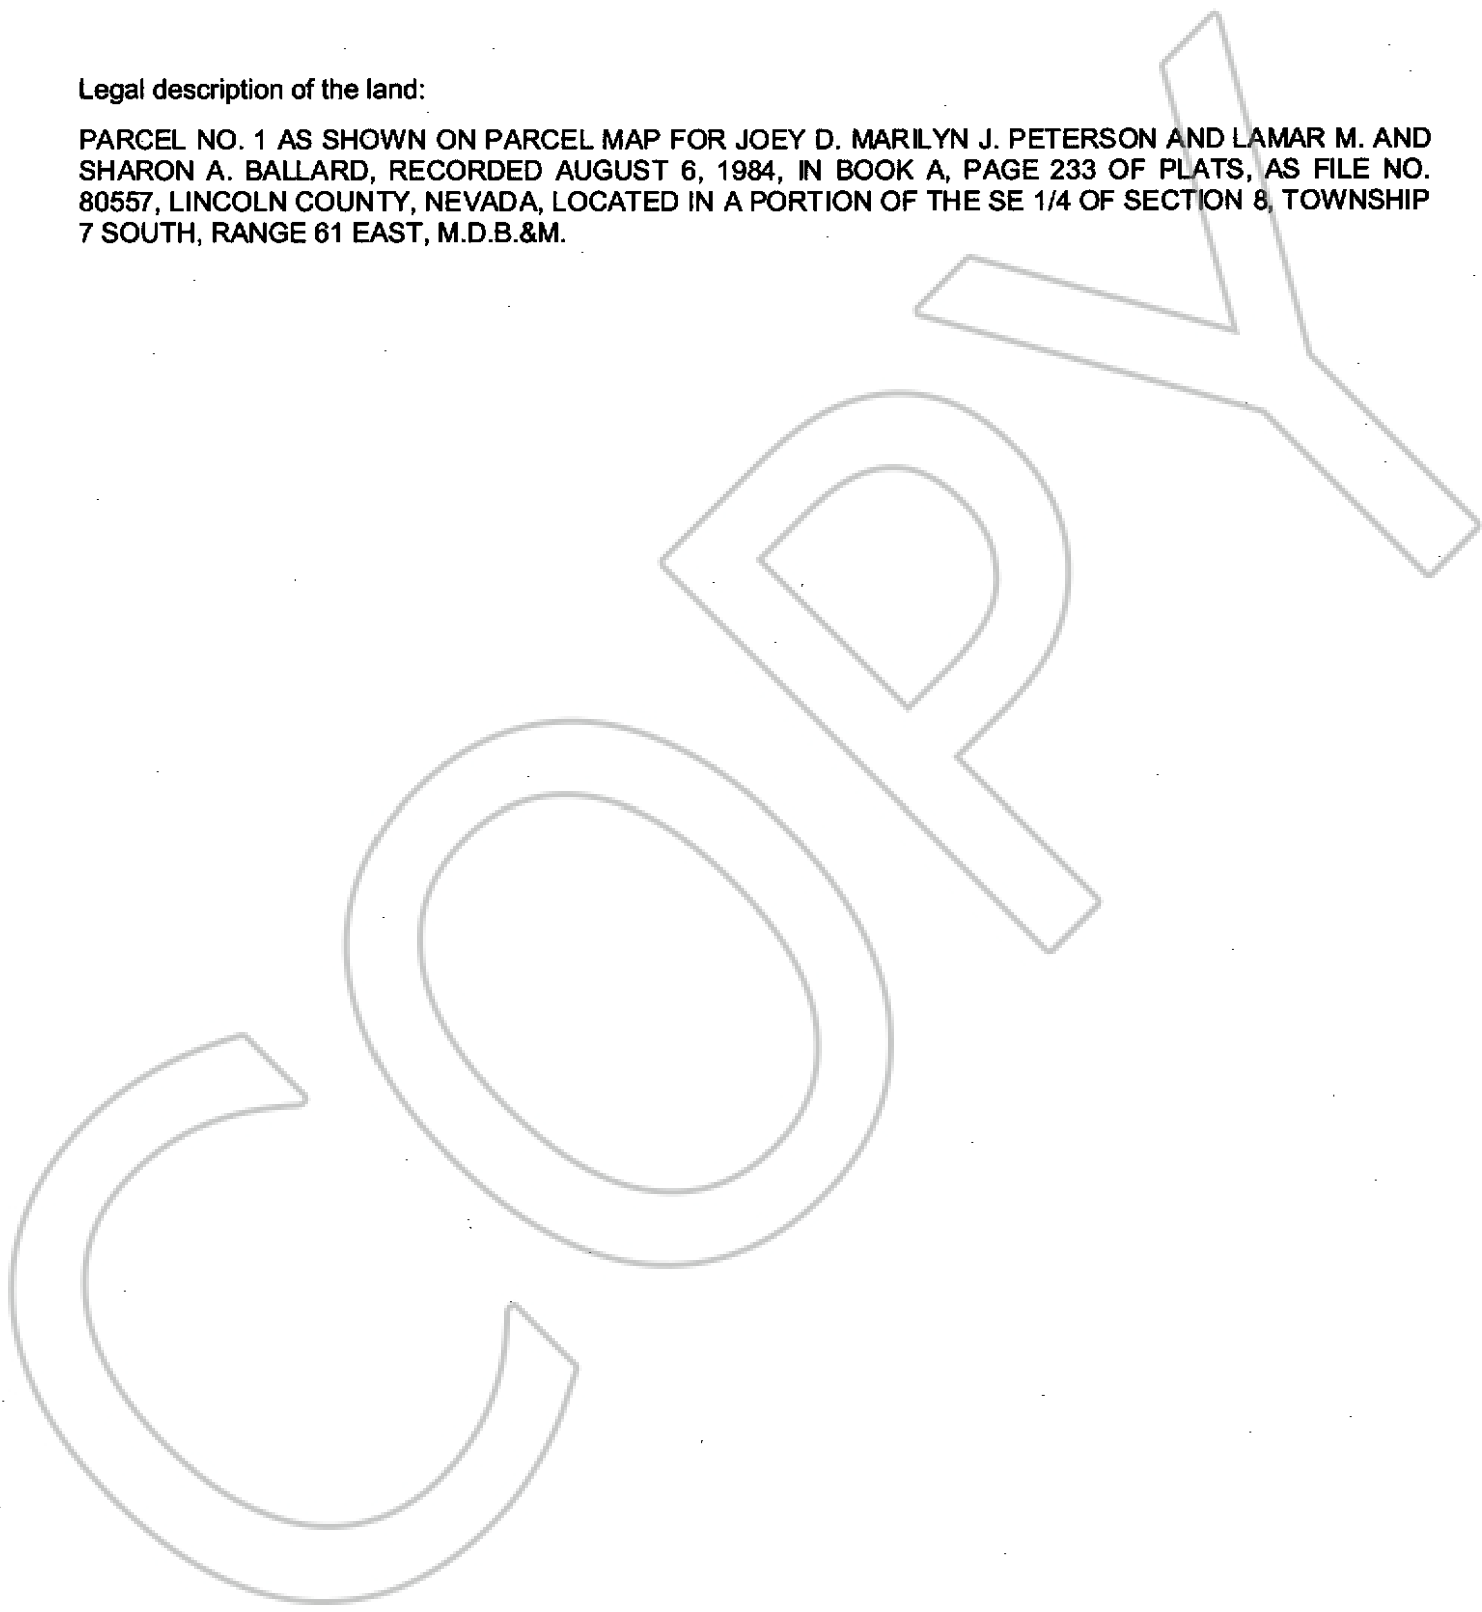 Legal description of the land:
PARCEL NO. 1 AS SHOWN ON PARCEL MAP FOR JOEY D. MARILYN J. PETERSON AND LAMAR M. AND
SHARON A. BALLARD, RECORDED AUGUST 6, 1984, IN BOOK A, PAGE 233 OF PLATS, AS FILE NO.
80557, LINCOLN COUNTY, NEVADA, LOCATED IN A PORTION OF THE SE 1/4 OF SECTION 8, TOWNSHIP
7 SOUTH, RANGE 61 EAST, M.D.B.&M.
COPY